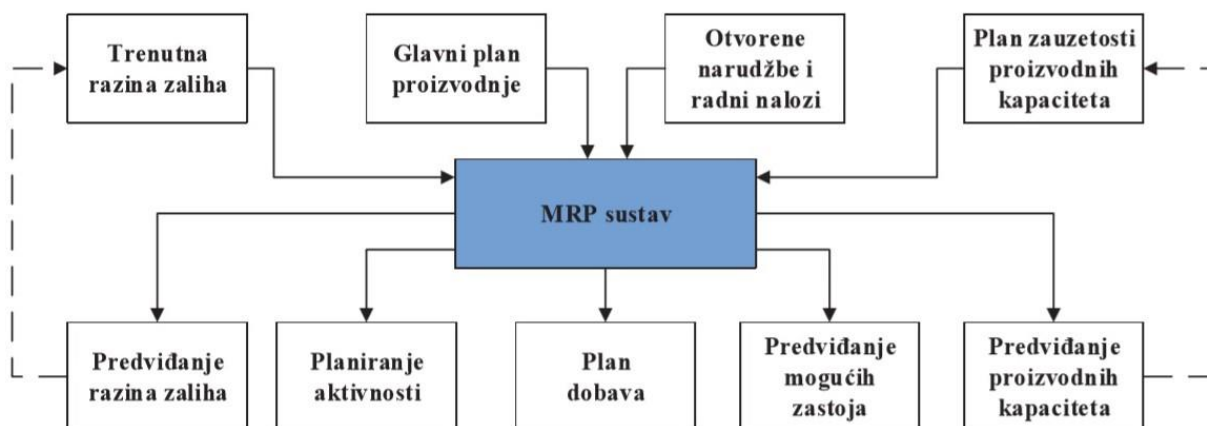 Trenutna
razina zaliha
Glavni plan
proizvodnje
Otvorene
narudžbe i
radni nalozi
Plan zauzetosti
proizvodnih
kapaciteta
MRP sustav
Predviđanje
razina zaliha
Planiranje
aktivnosti
Plan
dobava
Predviđanje
mogućih
zastoja
Predviđanje
proizvodnih
kapaciteta